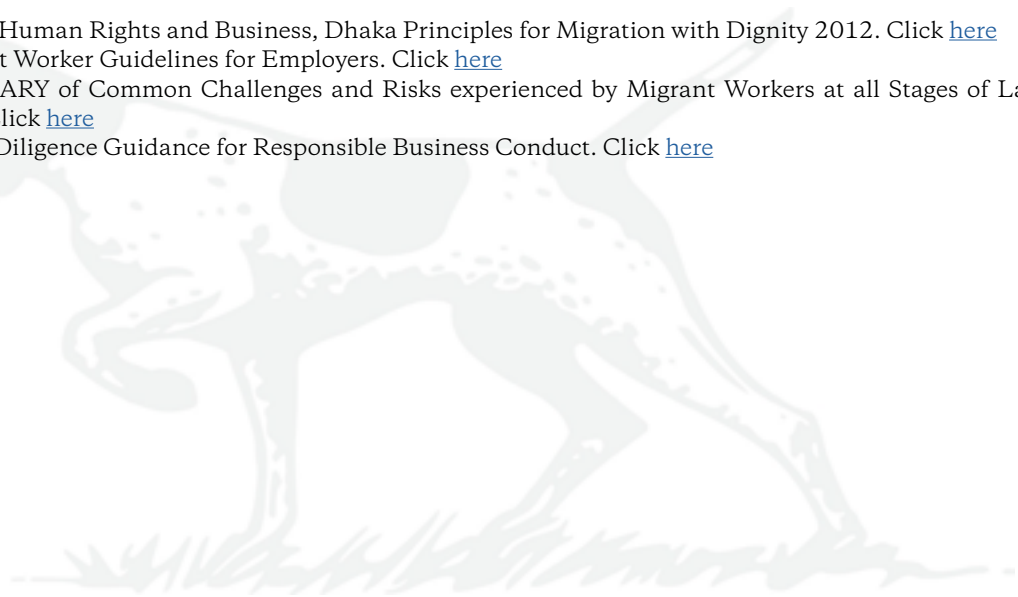 Human Rights and Business, Dhaka Principles for Migration with Dignity 2012. Click here
t Worker Guidelines for Employers. Click here
ARY of Common Challenges and Risks experienced by Migrant Workers at all Stages of La
lick here
Diligence Guidance for Responsible Business Conduct. Click here